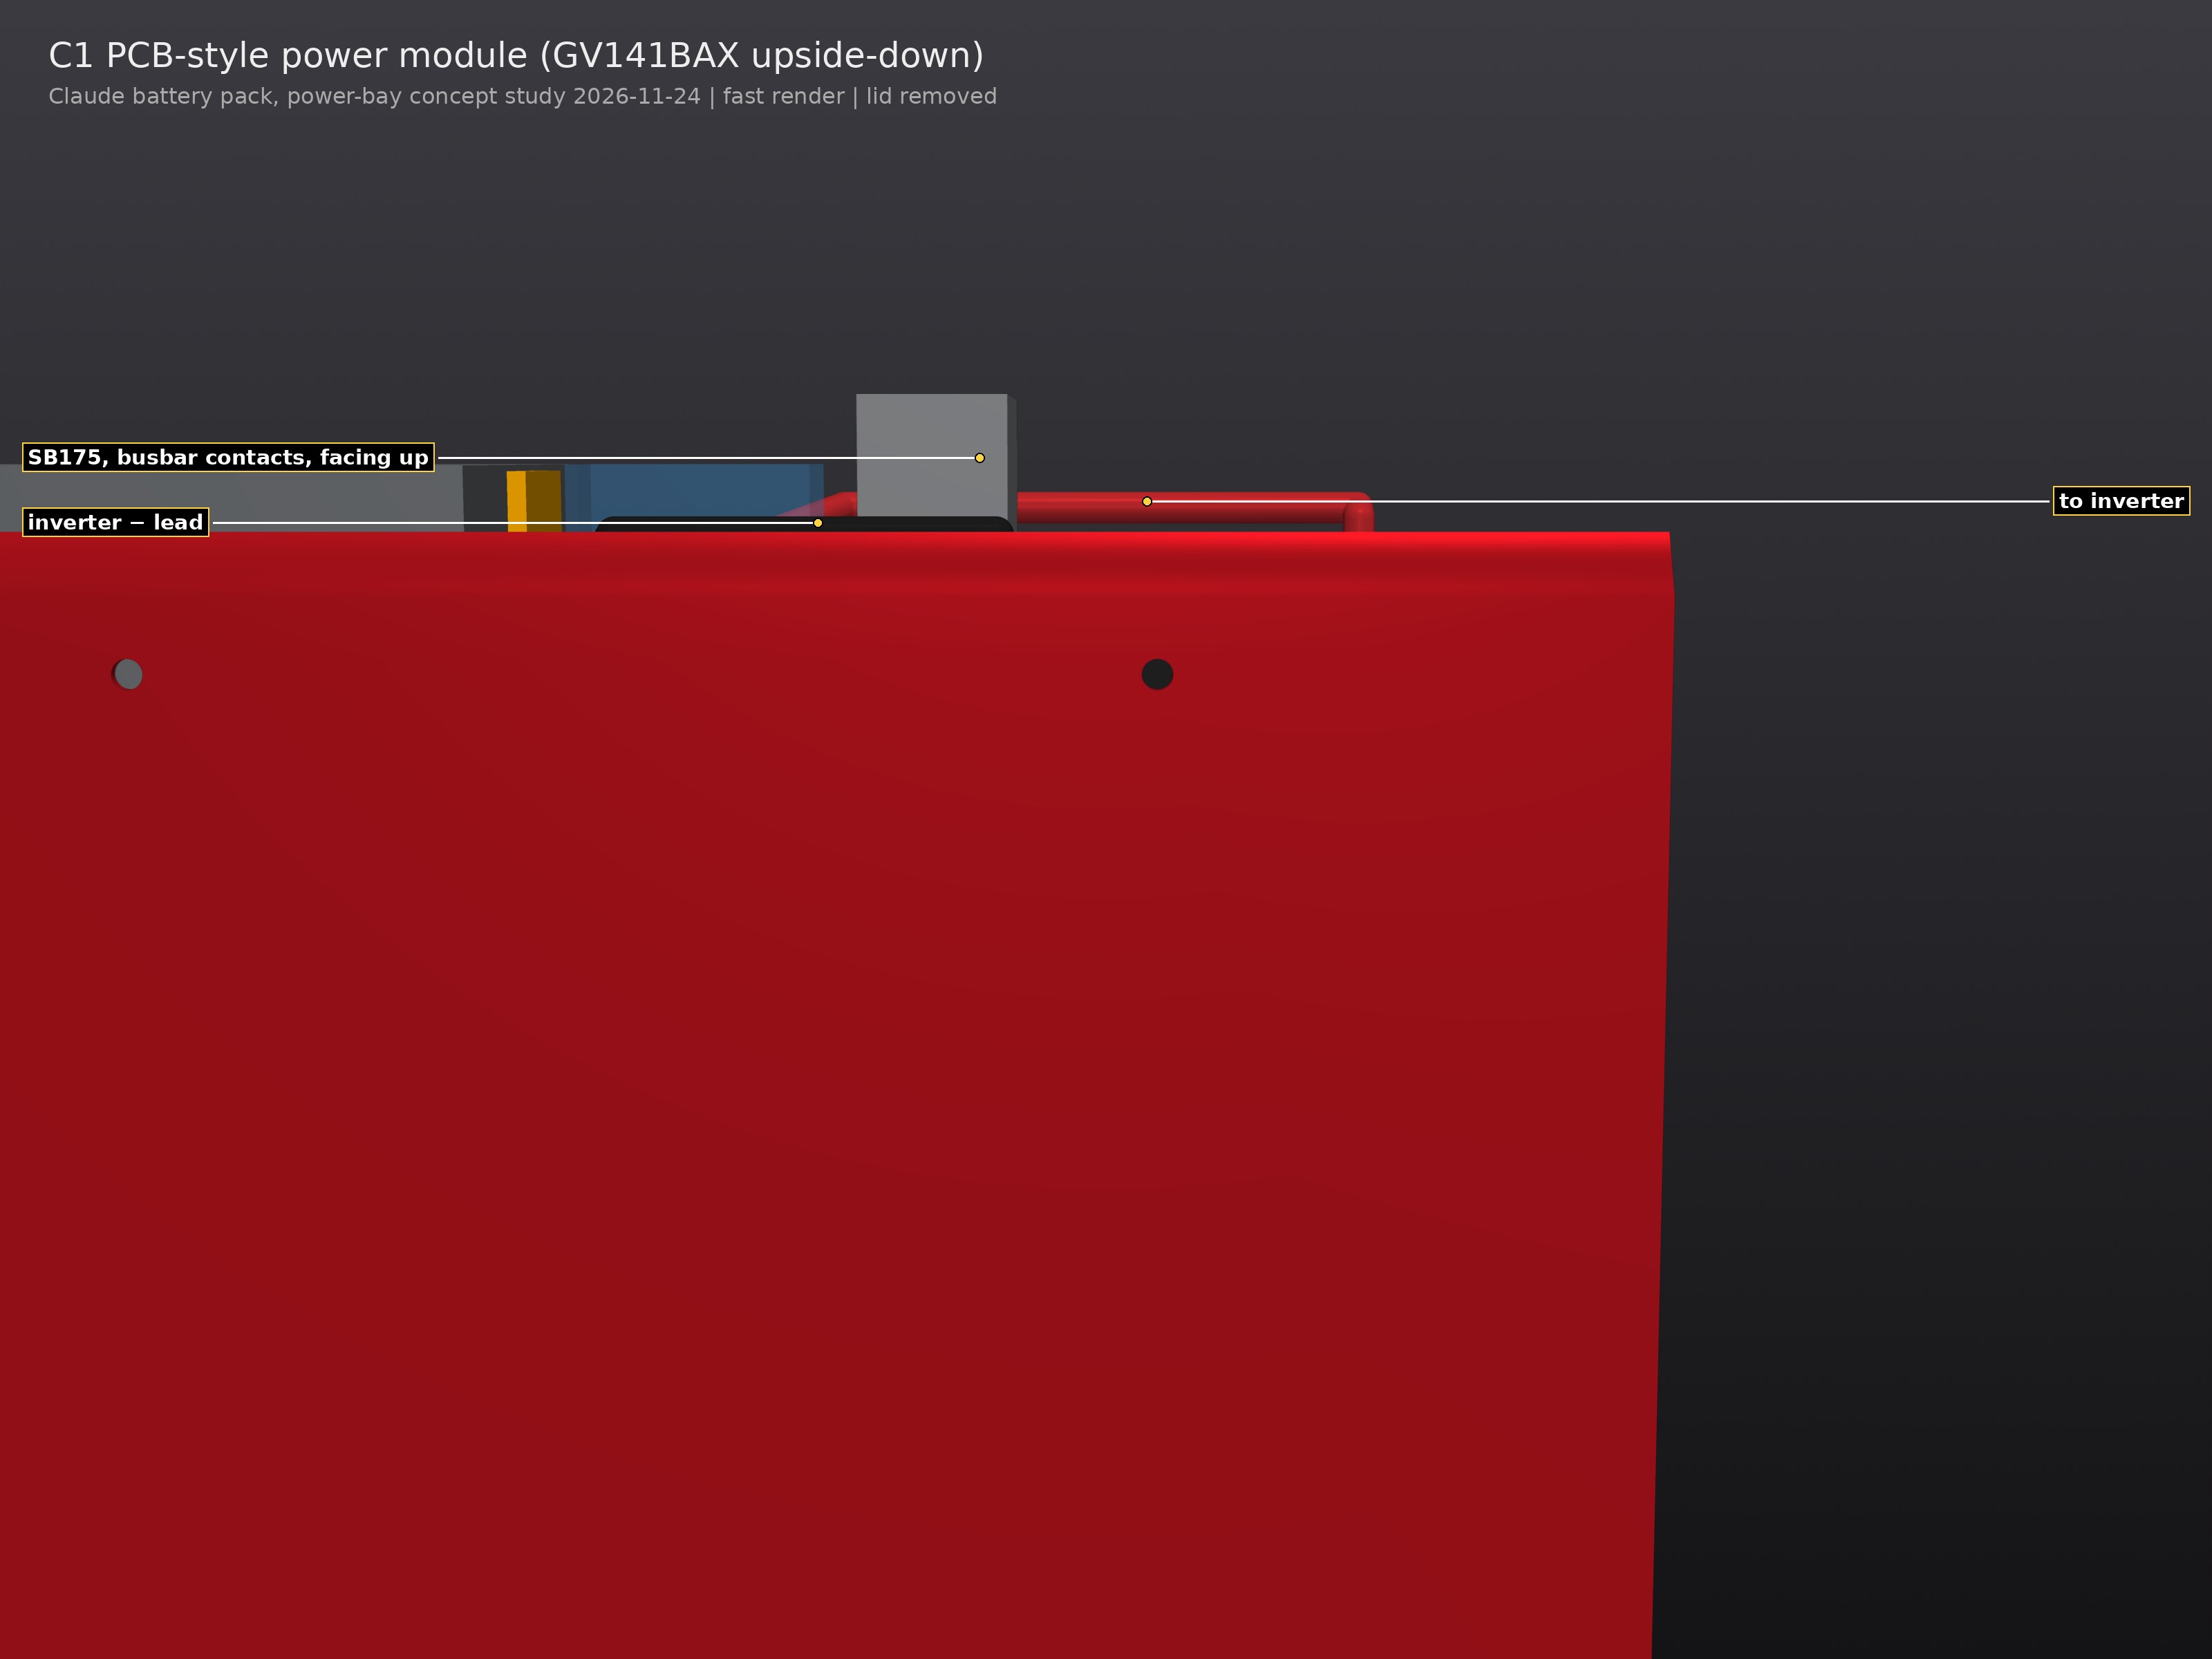 C1 PCB-style power module (GV141BAX upside-down)
Claude battery pack, power-bay concept study 2026-11-24 | fast render | lid removed
SB175, busbar contacts, facing up
to inverter
inverter − lead